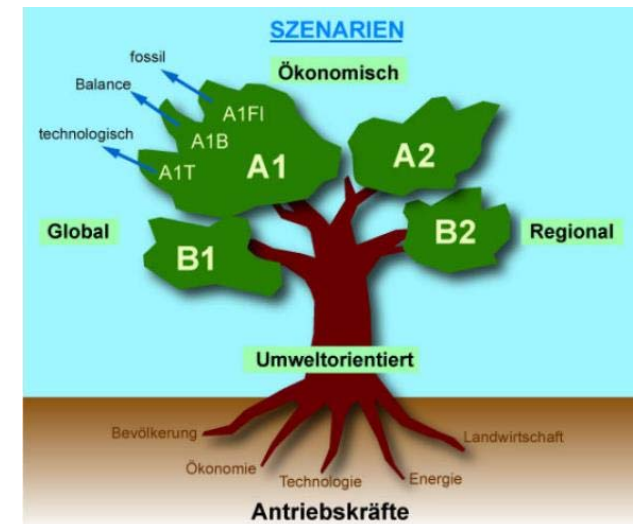 SZENARIEN
fossil
Ökonomisch
Balance
A1FI
technologisch
A1B
A1T
A1
A2
Global
B1
B2
Regional
Umweltorientiert
Bevölkerung
Landwirtschaft
Ökonomie
Technologie
Energie
Antriebskräfte